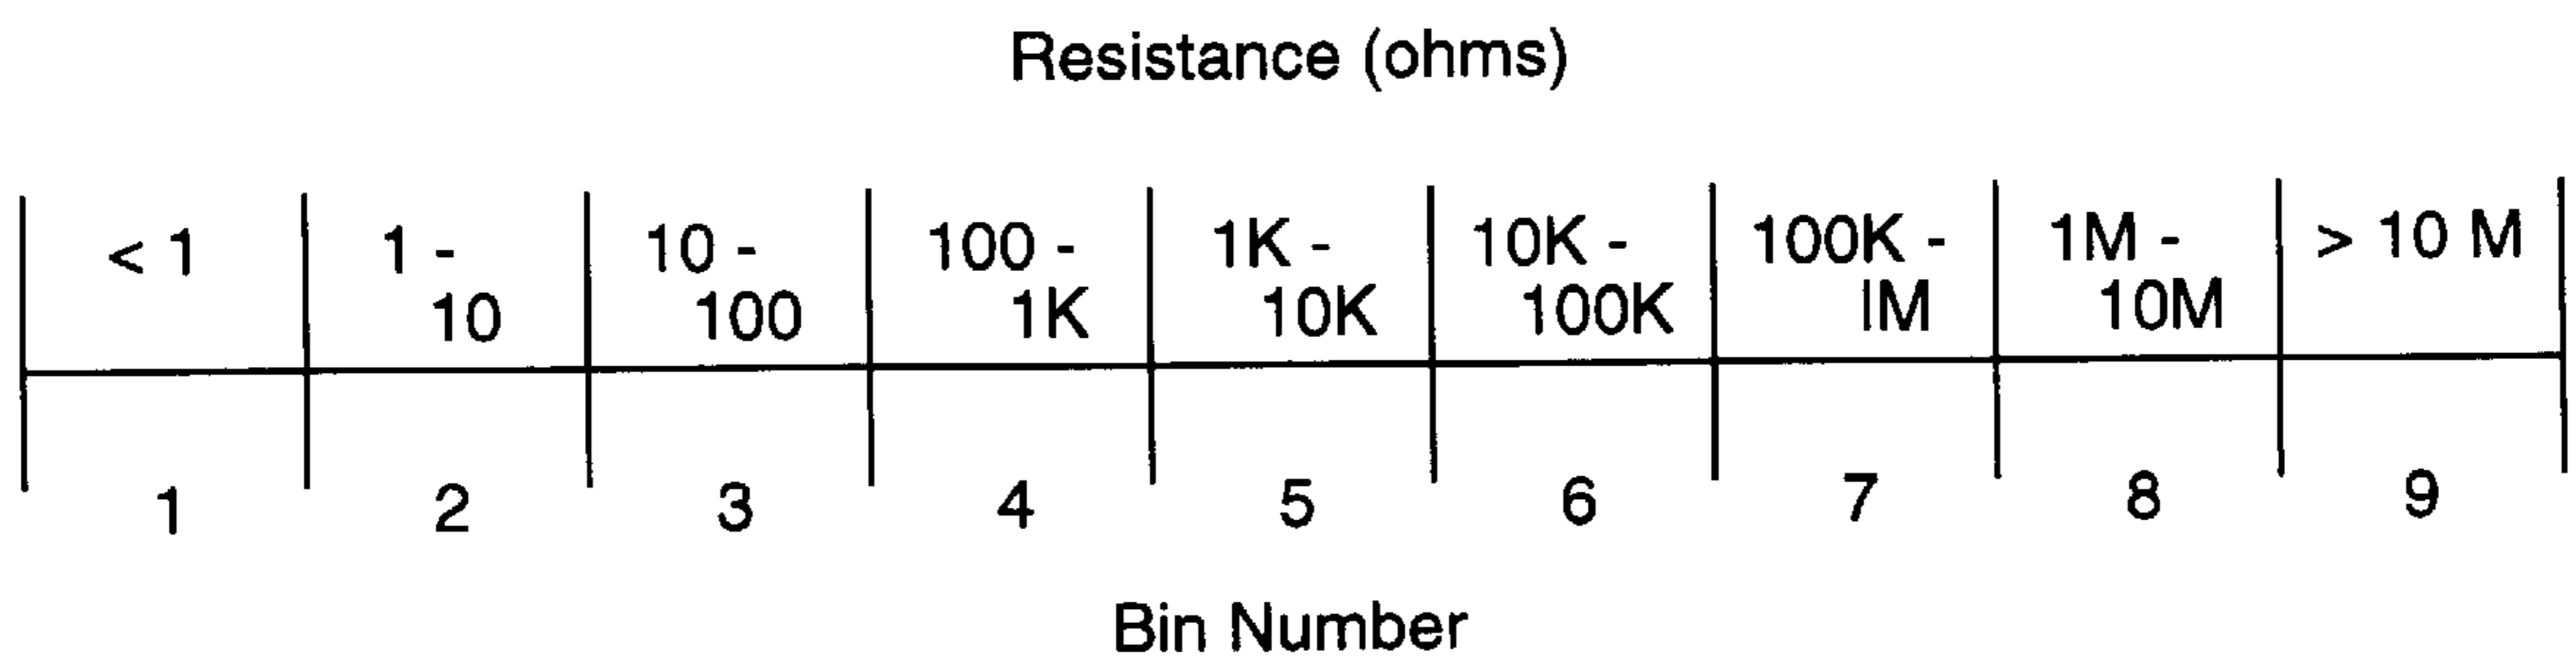 Resistance (ohms)
< 1
1 -
10
10 -
100
100 -
1K
1K -
10K
10K -
100K
100K -
IM
1M -
10M
> 10 M
1 2 3 4 5 6 7 8 9
Bin Number